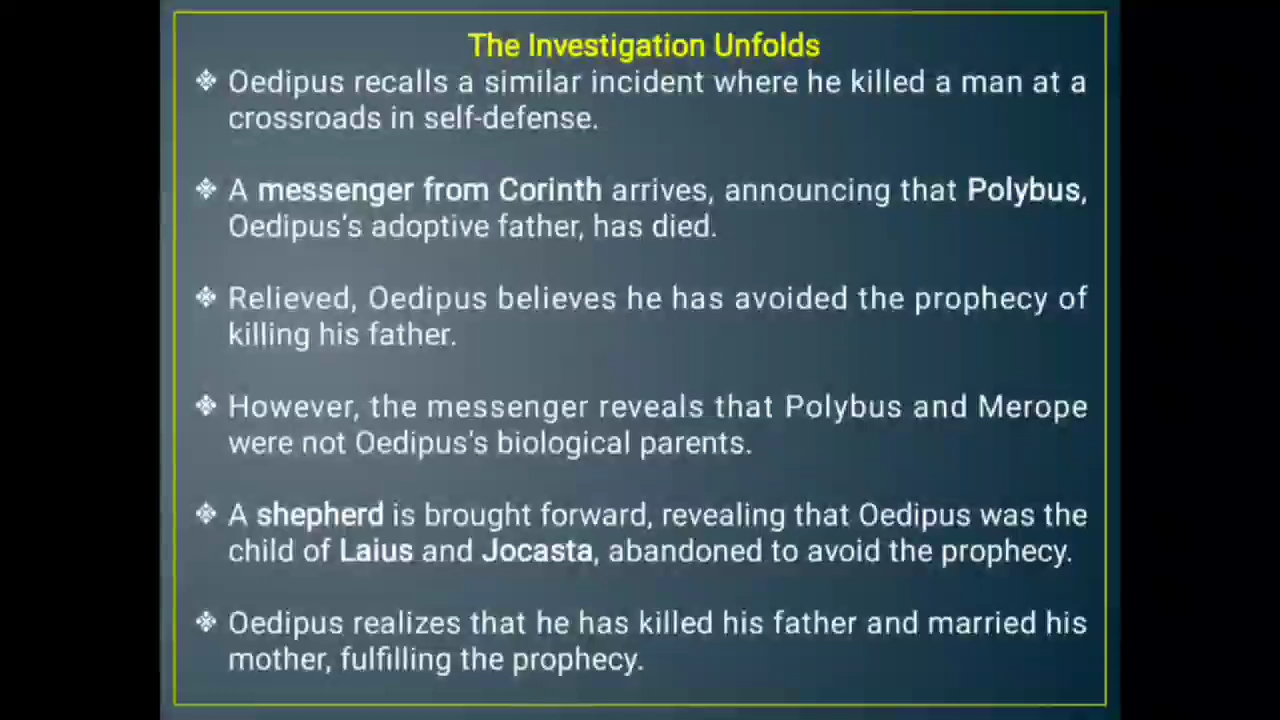 The Investigation Unfolds
❖ Oedipus recalls a similar incident where he killed a man at a
crossroads in self-defense.
❖ A messenger from Corinth arrives, announcing that Polybus,
Oedipus's adoptive father, has died.
❖ Relieved, Oedipus believes he has avoided the prophecy of
killing his father.
❖ However, the messenger reveals that Polybus and Merope
were not Oedipus's biological parents.
❖ A shepherd is brought forward, revealing that Oedipus was the
child of Laius and Jocasta, abandoned to avoid the prophecy.
❖ Oedipus realizes that he has killed his father and married his
mother, fulfilling the prophecy.